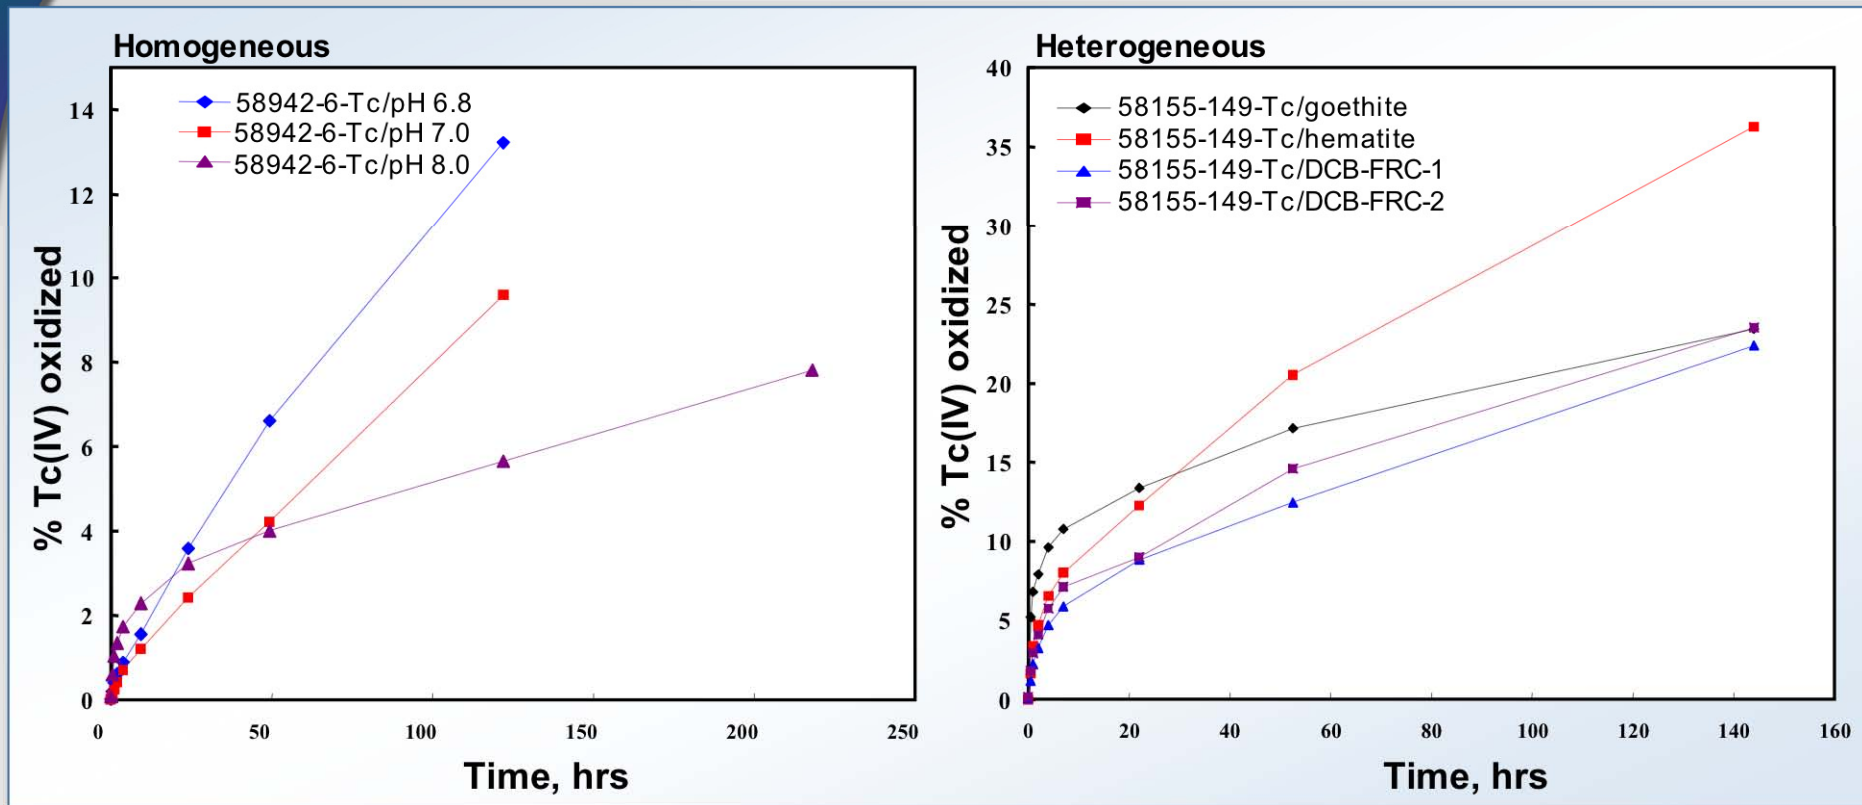 Homogeneous
58942-6-Tc/pH 6.8
58942-6-Tc/pH 7.0
58942-6-Tc/pH 8.0
% Tc(IV) oxidized
14
12
10
8
6
4
2
0
0 50 100 150 200 250
Time, hrs
Heterogeneous
58155-149-Tc/goethite
58155-149-Tc/hematite
58155-149-Tc/DCB-FRC-1
58155-149-Tc/DCB-FRC-2
% Tc(IV) oxidized
40
35
30
25
20
15
10
5
0
0 20 40 60 80 100 120 140 160
Time, hrs